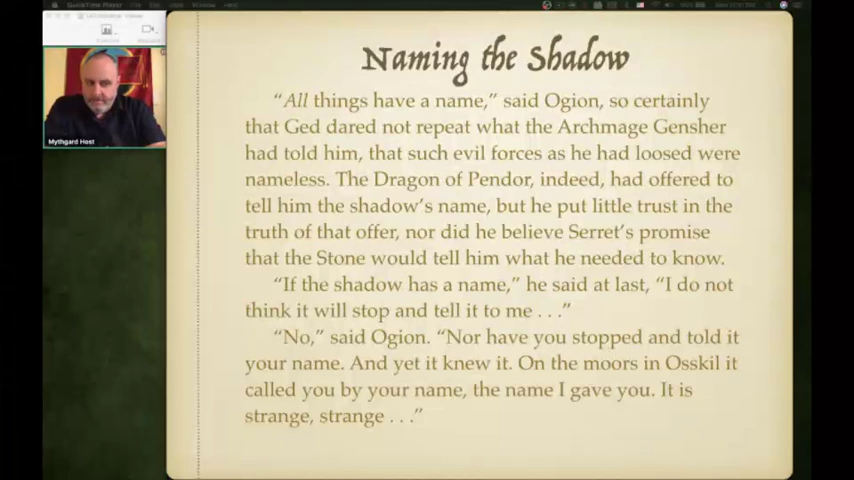 QuickTime Player
Naming the Shadow
“All things have a name,” said Ogion, so certainly
that Ged dared not repeat what the Archmage Gensher
had told him, that such evil forces as he had loosed were
nameless. The Dragon of Pendor, indeed, had offered to
tell him the shadow’s name, but he put little trust in the
truth of that offer, nor did he believe Serret’s promise
that the Stone would tell him what he needed to know.
“If the shadow has a name,” he said at last, “I do not
think it will stop and tell it to me . . .”
“No,” said Ogion. “Nor have you stopped and told it
your name. And yet it knew it. On the moors in Osskil it
called you by your name, the name I gave you. It is
strange, strange . . .”
Mythgard Host